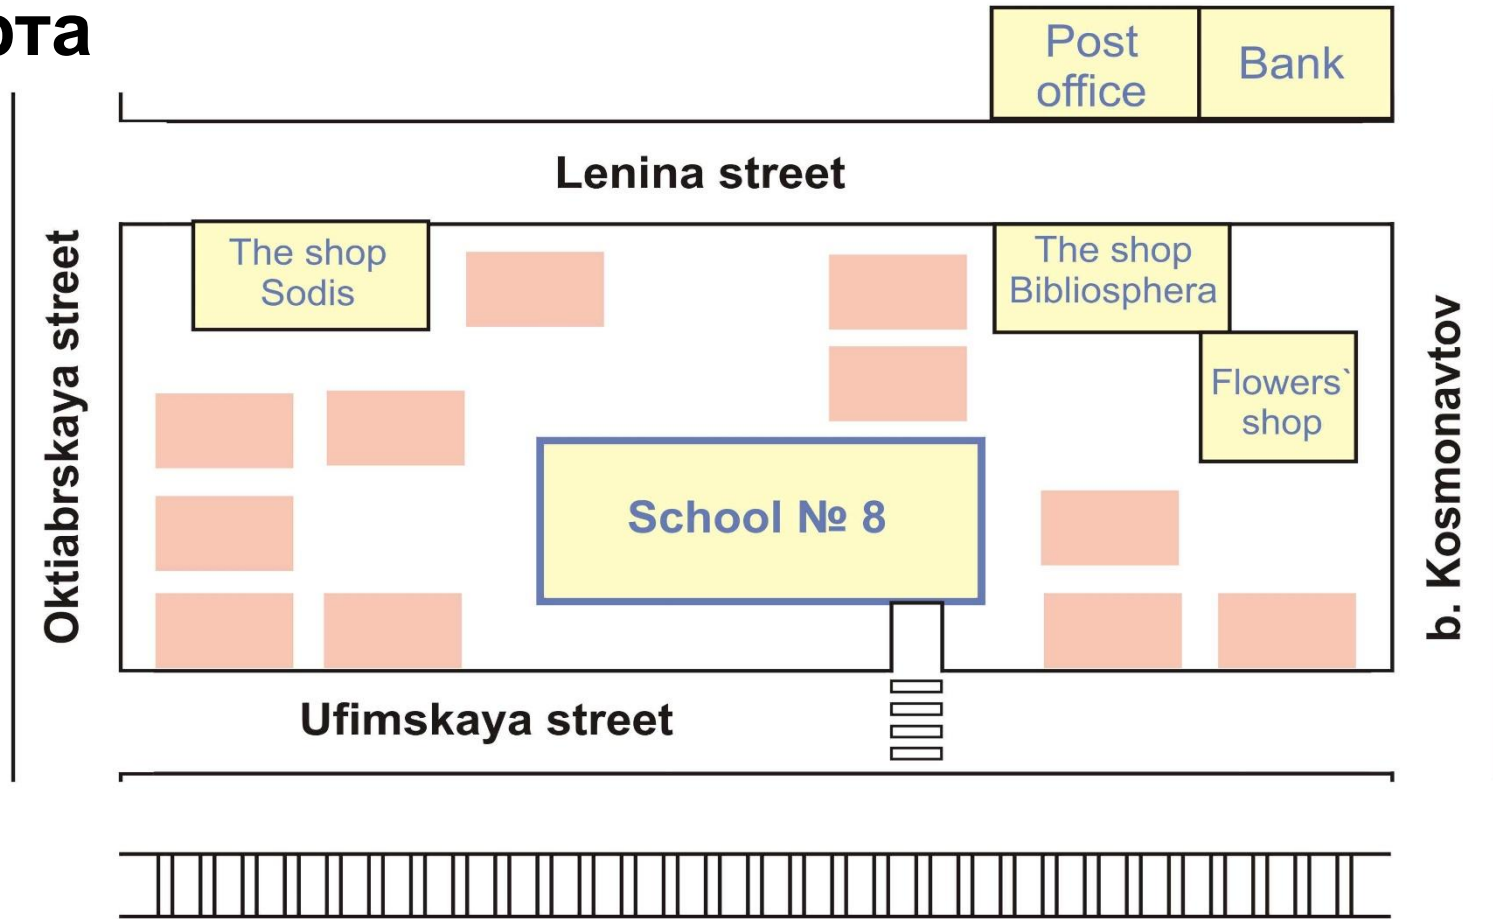 Post
office
Bank
Lenina street
The shop
Sodis
The shop
Bibliosphera
Flowers`
shop
School № 8
Oktiabrskaya street
b. Kosmonavtov
Ufimskaya street